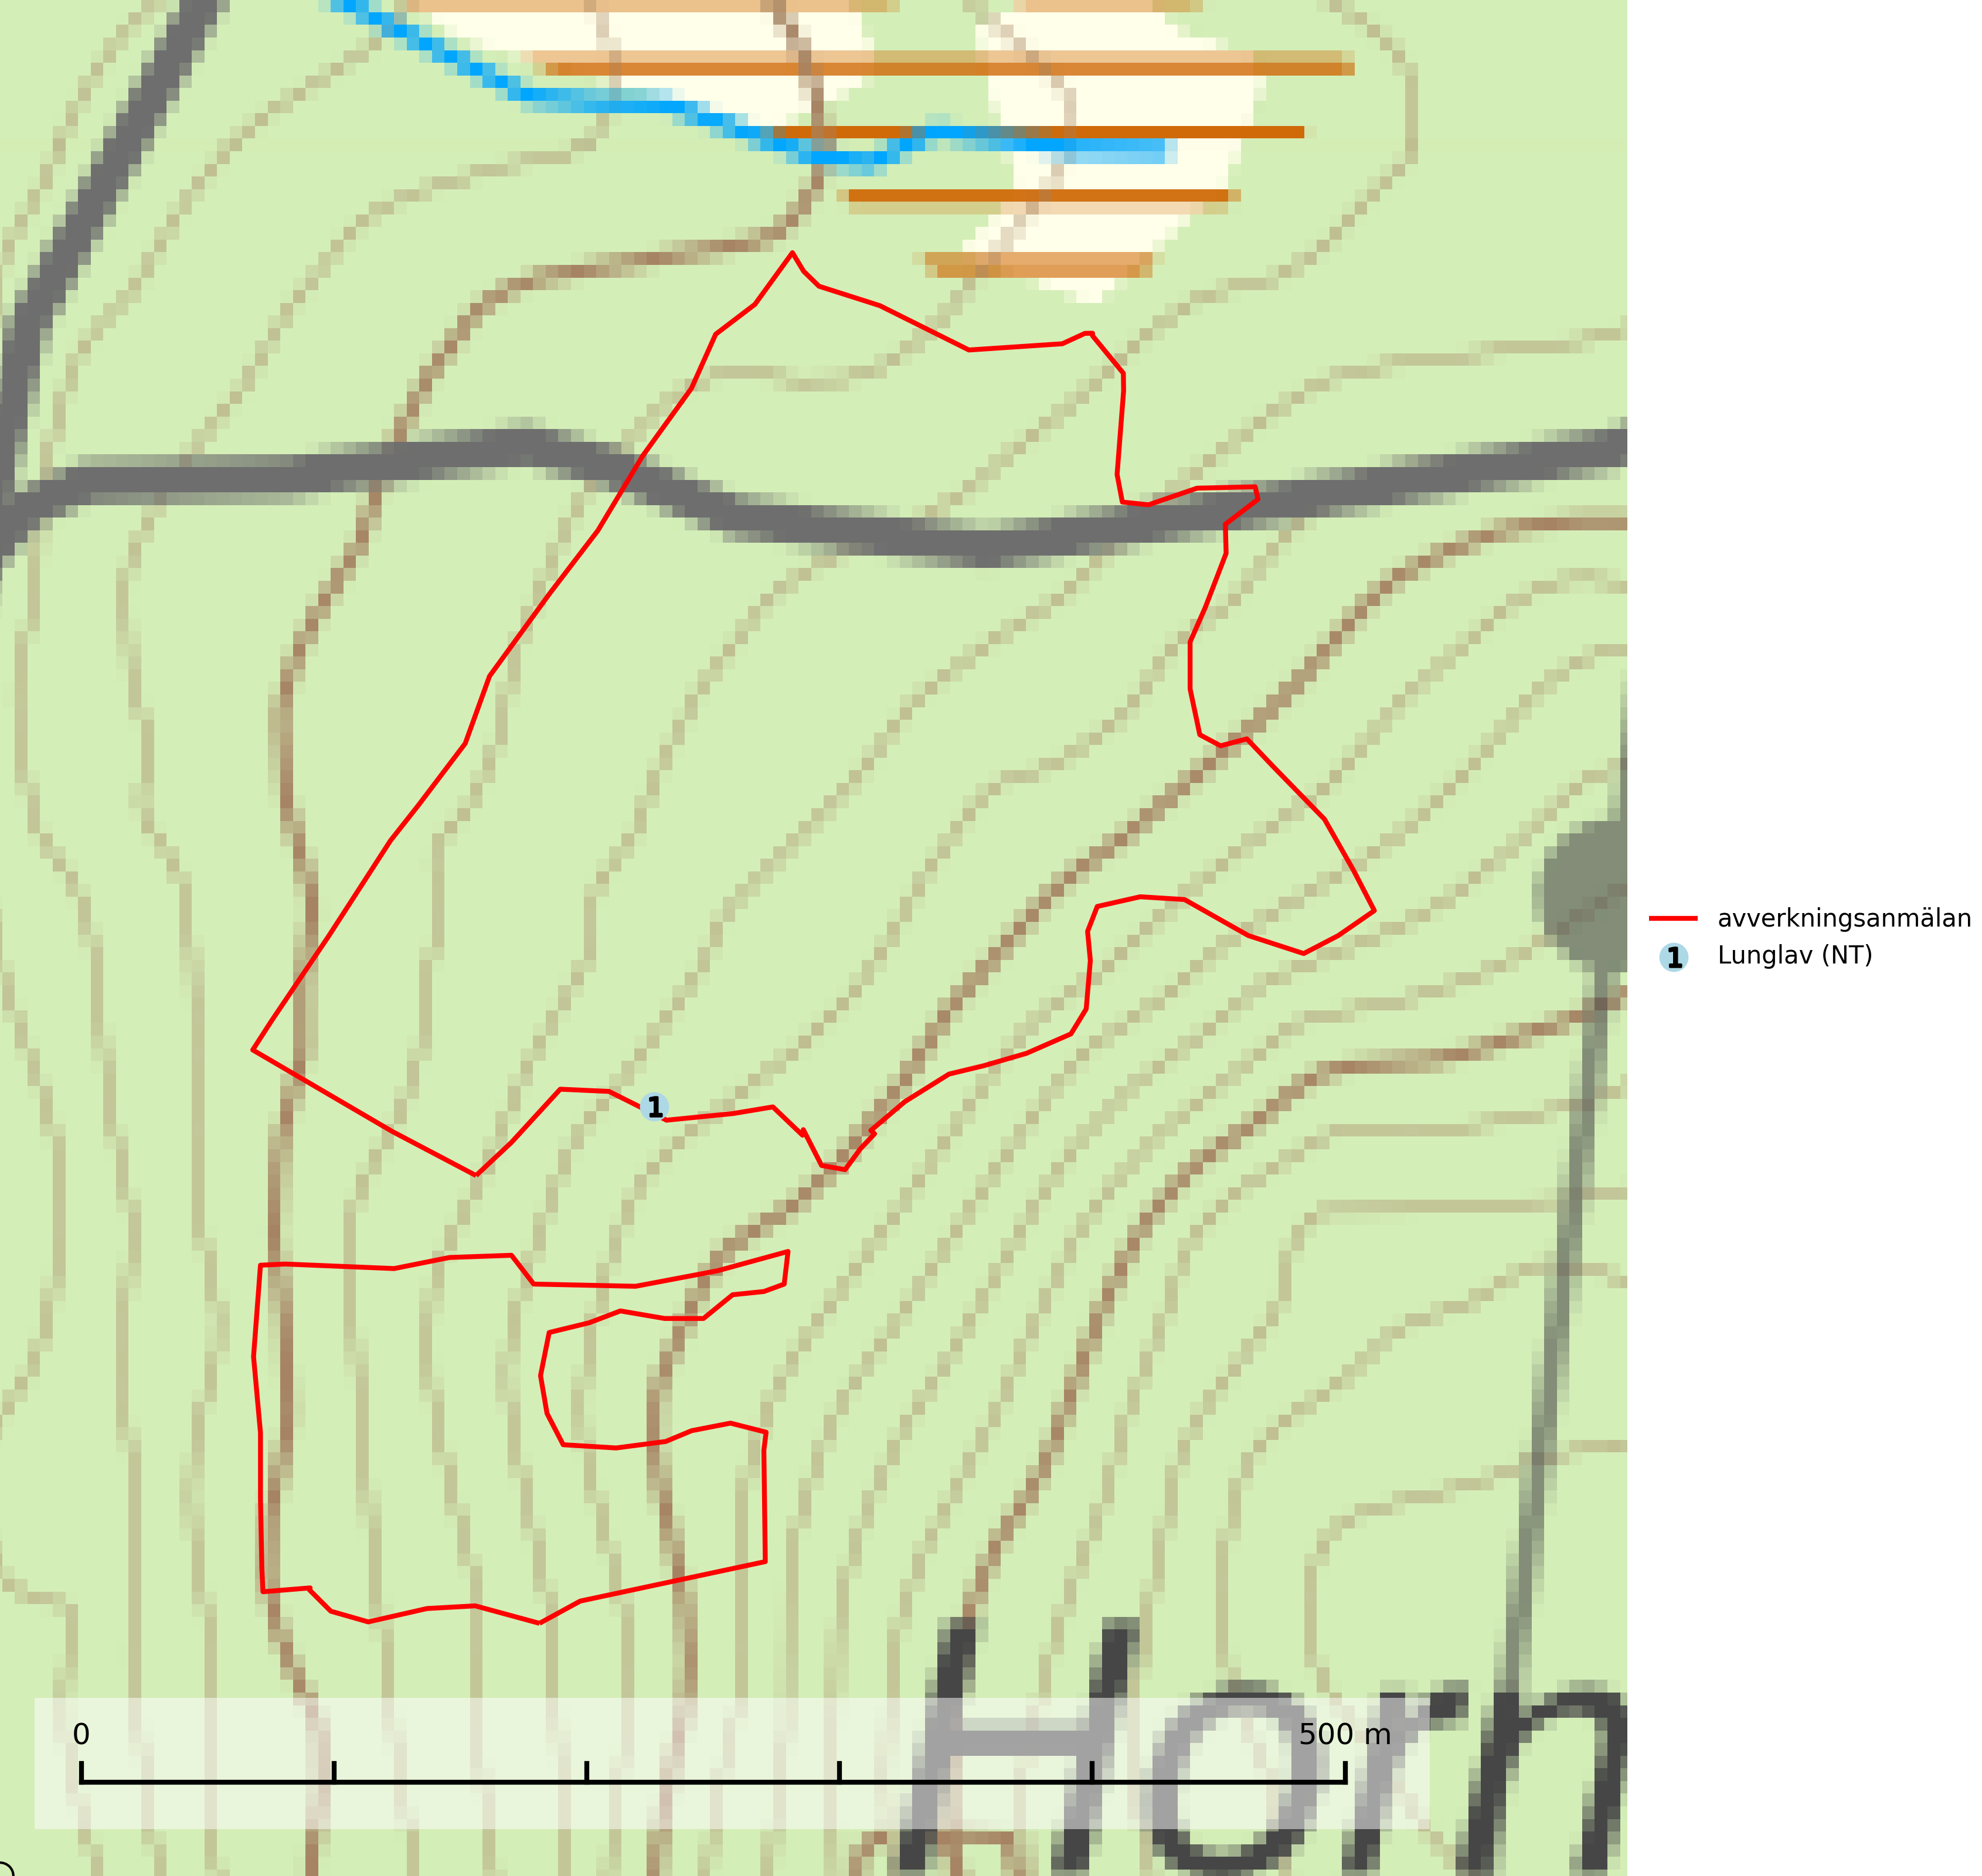 avverkningsanmälan
1 Lunglav (NT)
1
0 500 m
Horn